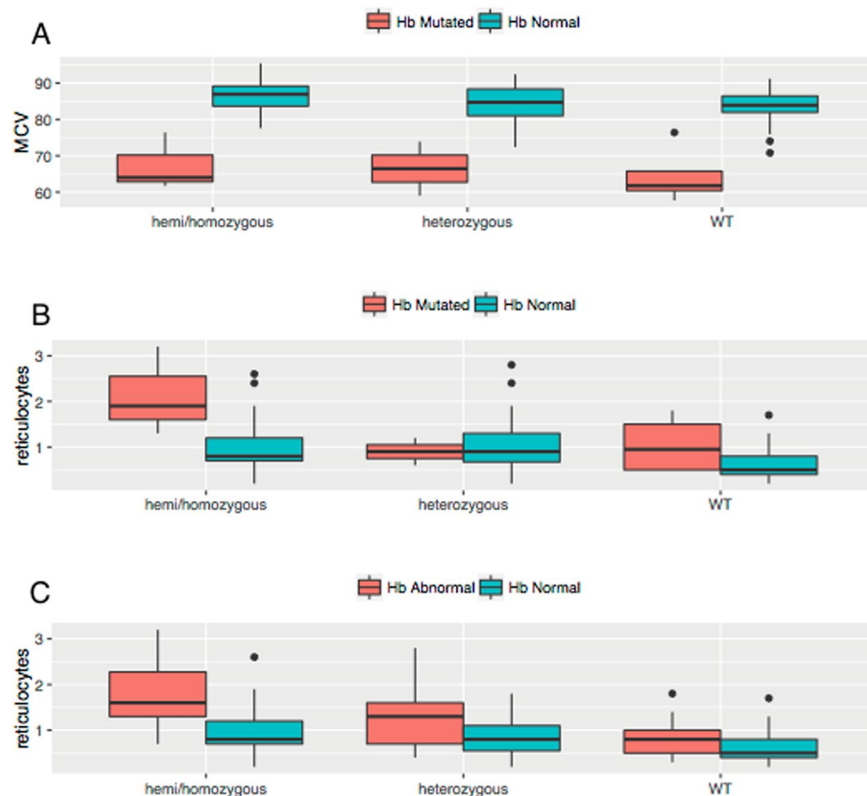 A
Hb Mutated Hb Normal
90
80
70
60
MCV
hemi/homozygous heterozygous WT
B
Hb Mutated Hb Normal
3
2
1
reticulocytes
hemi/homozygous heterozygous WT
C
Hb Abnormal Hb Normal
3
2
1
reticulocytes
hemi/homozygous heterozygous WT